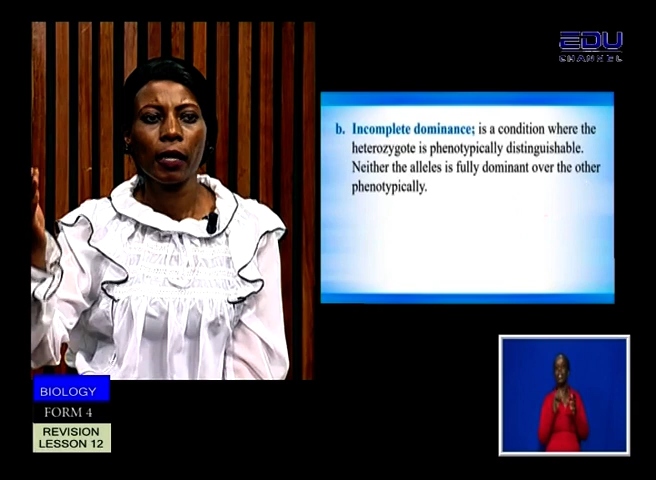 EDU
CHANNEL
b. Incomplete dominance; is a condition where the
heterozygote is phenotypically distinguishable.
Neither the alleles is fully dominant over the other
phenotypically.
BIOLOGY
FORM 4
REVISION
LESSON 12